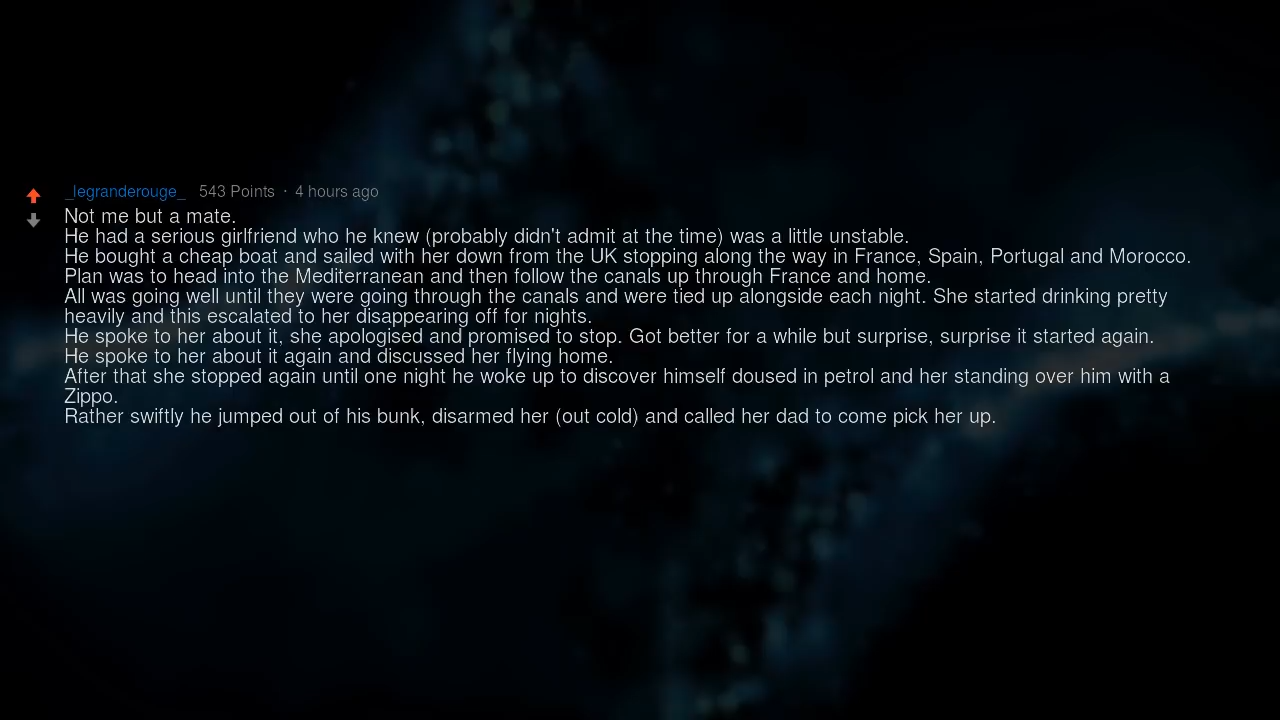 _legranderouge_ 543 Points · 4 hours ago
Not me but a mate.
He had a serious girlfriend who he knew (probably didn't admit at the time) was a little unstable.
He bought a cheap boat and sailed with her down from the UK stopping along the way in France, Spain, Portugal and Morocco.
Plan was to head into the Mediterranean and then follow the canals up through France and home.
All was going well until they were going through the canals and were tied up alongside each night. She started drinking pretty
heavily and this escalated to her disappearing off for nights.
He spoke to her about it, she apologised and promised to stop. Got better for a while but surprise, surprise it started again.
He spoke to her about it again and discussed her flying home.
After that she stopped again until one night he woke up to discover himself doused in petrol and her standing over him with a
Zippo.
Rather swiftly he jumped out of his bunk, disarmed her (out cold) and called her dad to come pick her up.